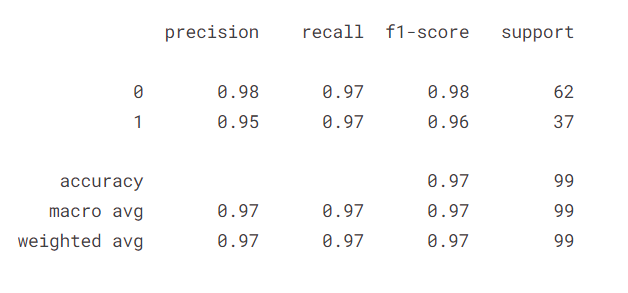 precision recall f1-score support
0 0.98 0.97 0.98 62
1 0.95 0.97 0.96 37
accuracy 0.97 99
macro avg 0.97 0.97 0.97 99
weighted avg 0.97 0.97 0.97 99